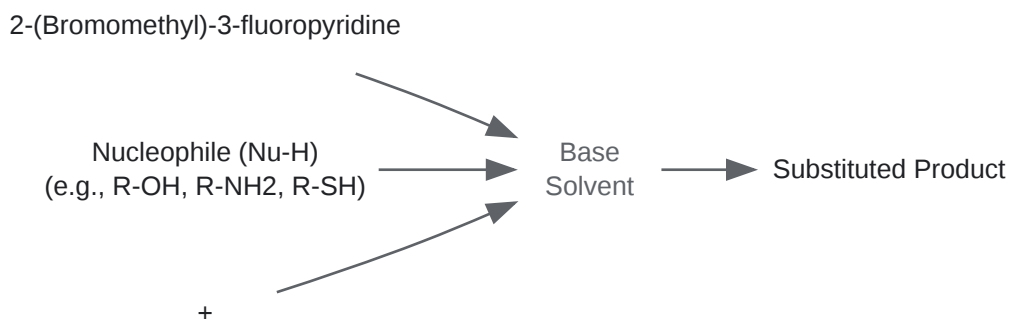 2-(Bromomethyl)-3-fluoropyridine
Nucleophile (Nu-H)
(e.g., R-OH, R-NH2, R-SH)
Base
Solvent
Substituted Product
+